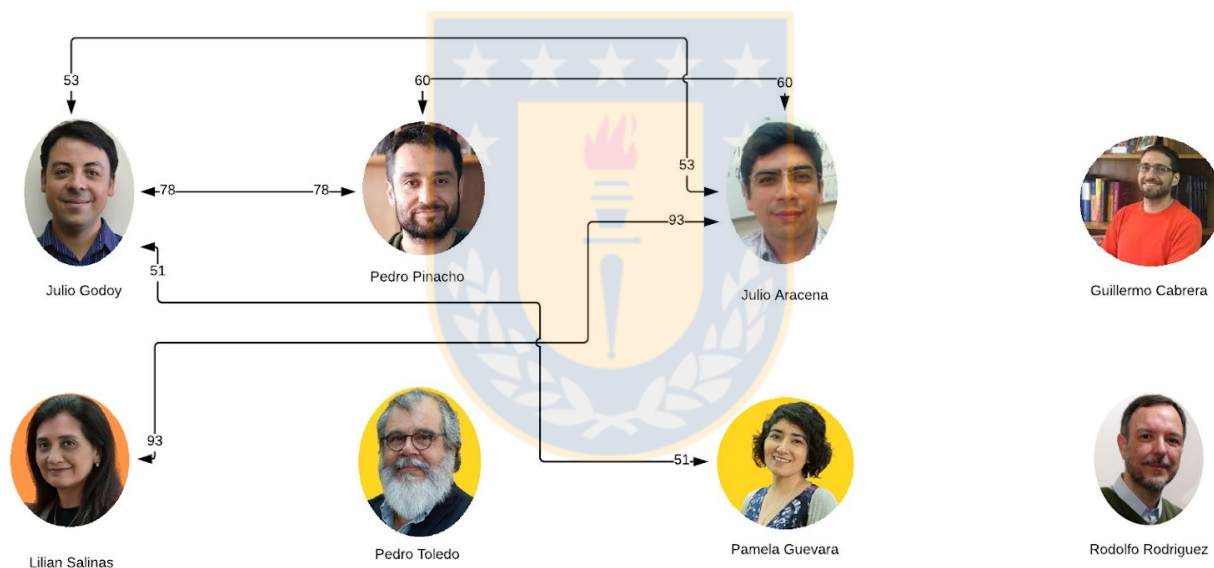 53
60
60
53
78
78
93
51
Julio Godoy
Pedro Pinacho
Julio Aracena
Guillermo Cabrera
93
51
Lilian Salinas
Pedro Toledo
Pamela Guevara
Rodolfo Rodriguez